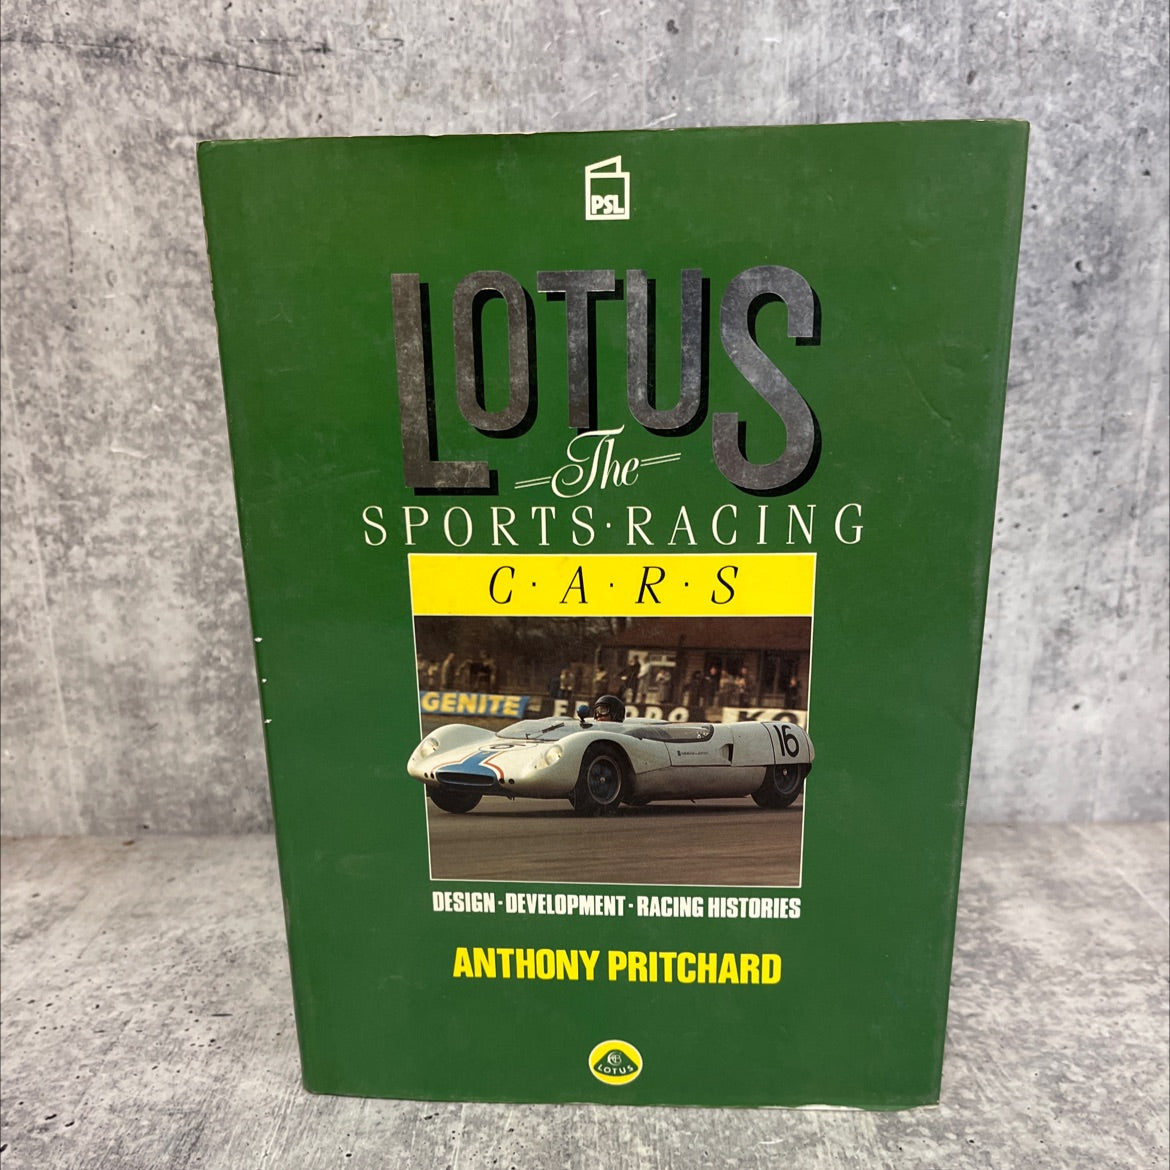 PSL
LOTUS
The
SPORTS·RACING
C·A·R·S
GENITE
16
DESIGN·DEVELOPMENT·RACING HISTORIES
ANTHONY PRITCHARD
LOTUS